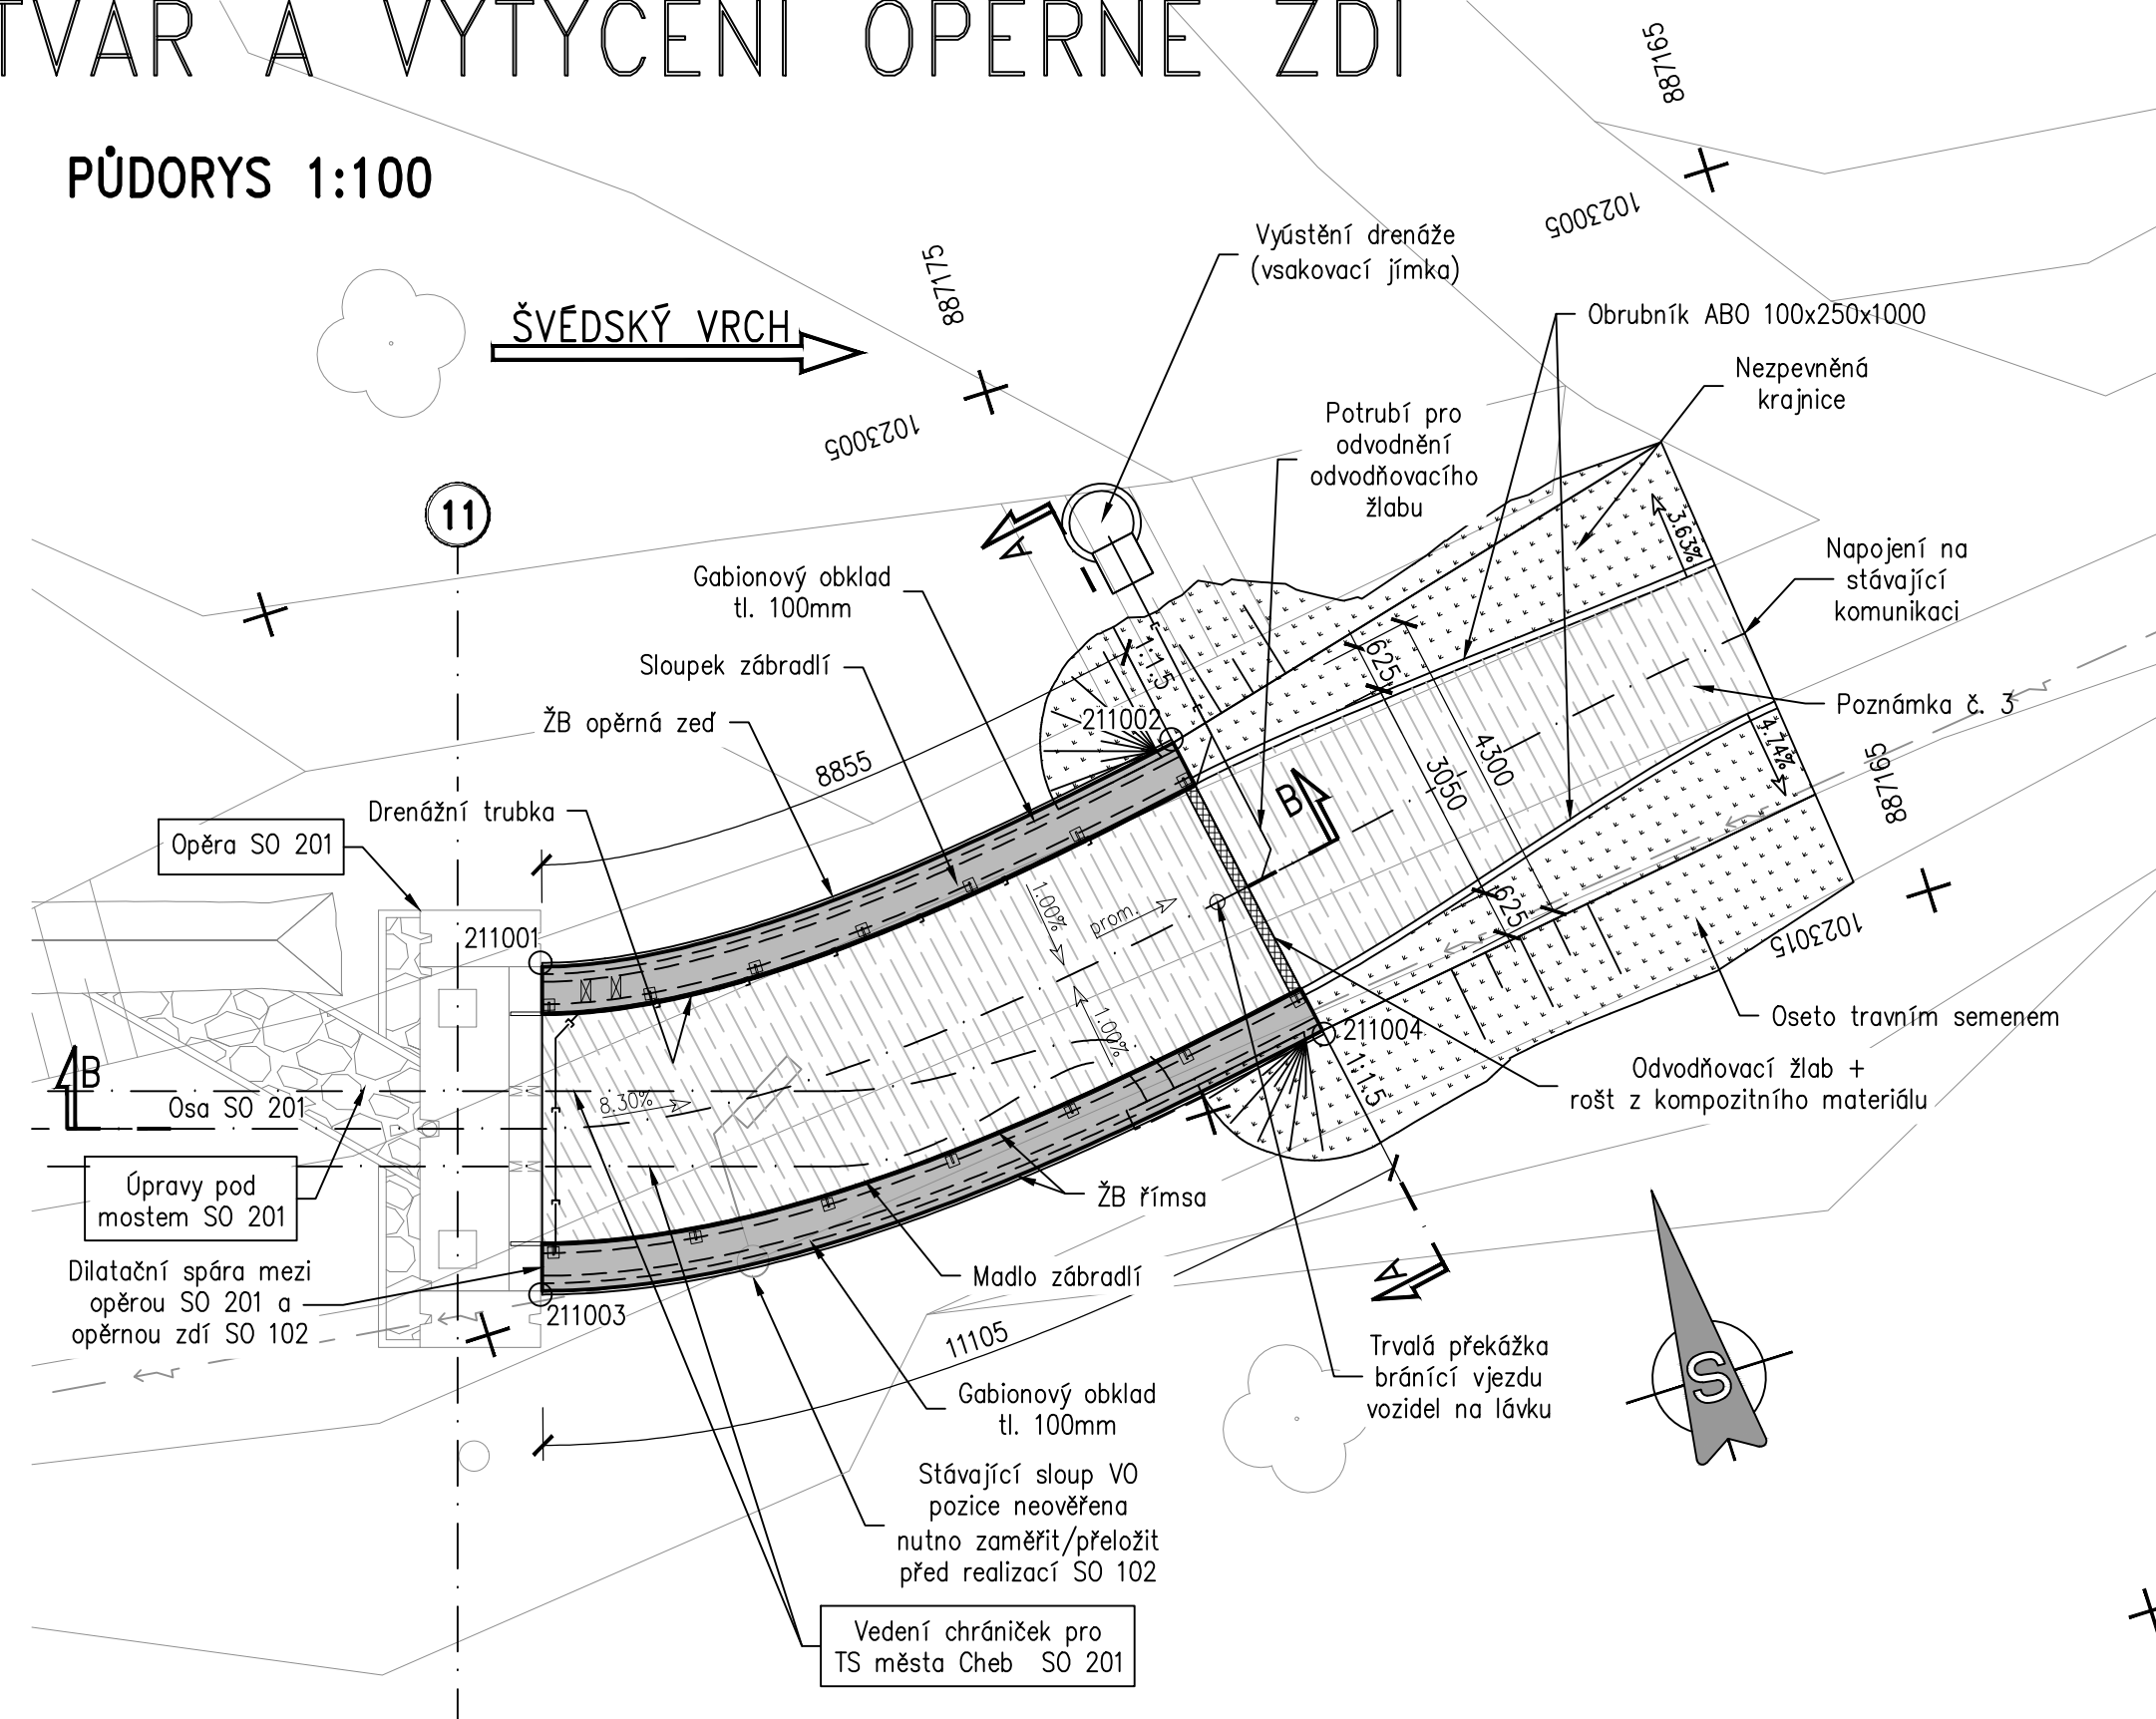 TVAR A VYTYČENÍ OPĚRNÉ ZDI
PŮDORYS 1:100
887165
1023005
887175
1023005
ŠVÉDSKÝ VRCH
Vyústění drenáže
(vsakovací jímka)
Obrubník ABO 100x250x1000
Nezpevněná
krajnice
Potrubí pro
odvodnění
odvodňovacího
žlabu
11
A
3.63%
Napojení na
stávající
komunikaci
Gabionový obklad
tl. 100mm
Sloupek zábradlí
ŽB opěrná zeď
1:1.5
625
211002
Poznámka č. 3
4.74%
8855
4300
3050
887165
Drenážní trubka
B
Opěra SO 201
625
1.00%
prom.
211001
1023015
Oseto travním semenem
211004
1.00%
1:1.5
B
8.30%
Osa SO 201
Odvodňovací žlab +
rošt z kompozitního materiálu
Úpravy pod
mostem SO 201
ŽB římsa
Dilatační spára mezi
opěrou SO 201 a
opěrnou zdí SO 102
Madlo zábradlí
A
211003
11105
Trvalá překážka
bránící vjezdu
vozidel na lávku
S
Gabionový obklad
tl. 100mm
Stávající sloup VO
pozice neověřena
nutno zaměřit/přeložit
před realizací SO 102
Vedení chrániček pro
TS města Cheb SO 201